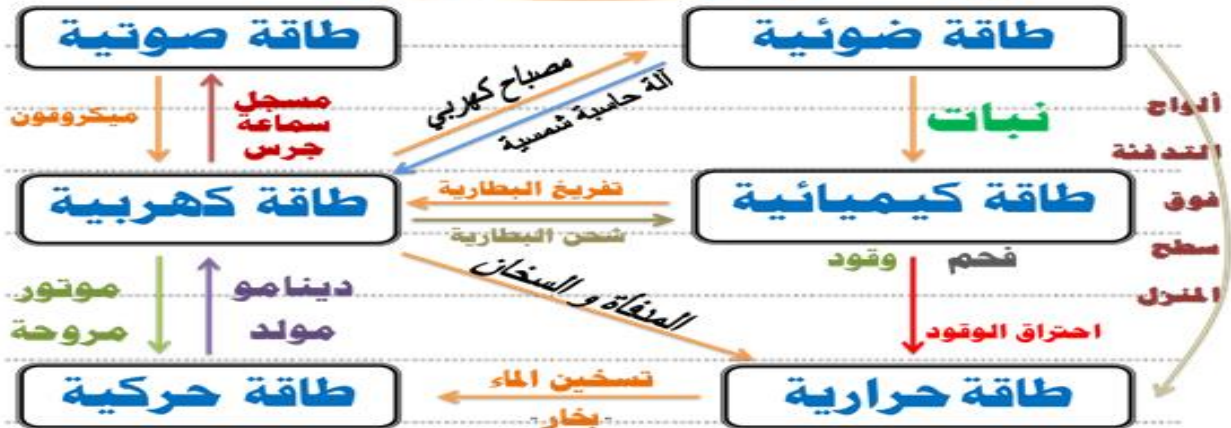 طاقة ضوئية
طاقة صوتية
مصباح كهربي
آلة حاسبة شمسية
نبات
ألواح
التدفئة
فوق
سطح
المنزل
مسجل
سماعة
جرس
ميكروفون
طاقة كيميائية
تفريغ البطارية
شحن البطارية
طاقة كهربية
فحم
وقود
احتراق الوقود
المدفأة و السخان
دينامو
مولد
موتور
مروحة
طاقة حرارية
تسخين الماء
-بخار-
طاقة حركية